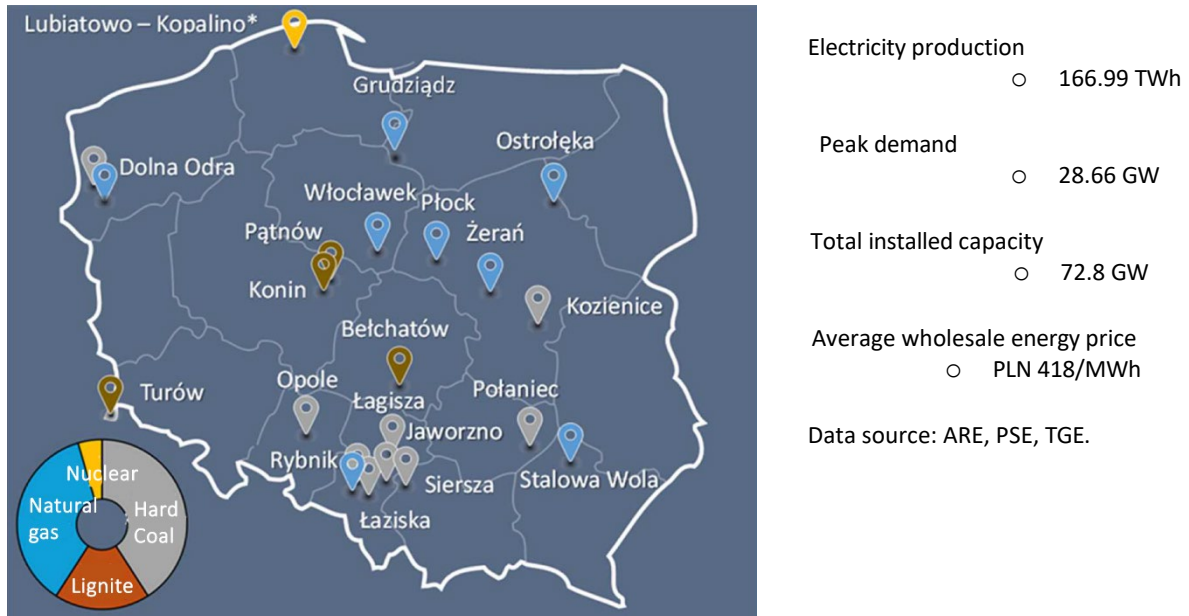 Lubiatowo – Kopalino*
Grudziądz
Ostrołęka
Dolna Odra
Włocławek
Płock
Pątnów
Żerań
Konin
Kozienice
Bełchatów
Turów
Opole
Połaniec
Łagisza
Jaworzno
Rybnik
Siersza
Stalowa Wola
Łaziska
Nuclear
Natural
gas
Hard
Coal
Lignite
Electricity production
o 166.99 TWh
Peak demand
o 28.66 GW
Total installed capacity
o 72.8 GW
Average wholesale energy price
o PLN 418/MWh
Data source: ARE, PSE, TGE.